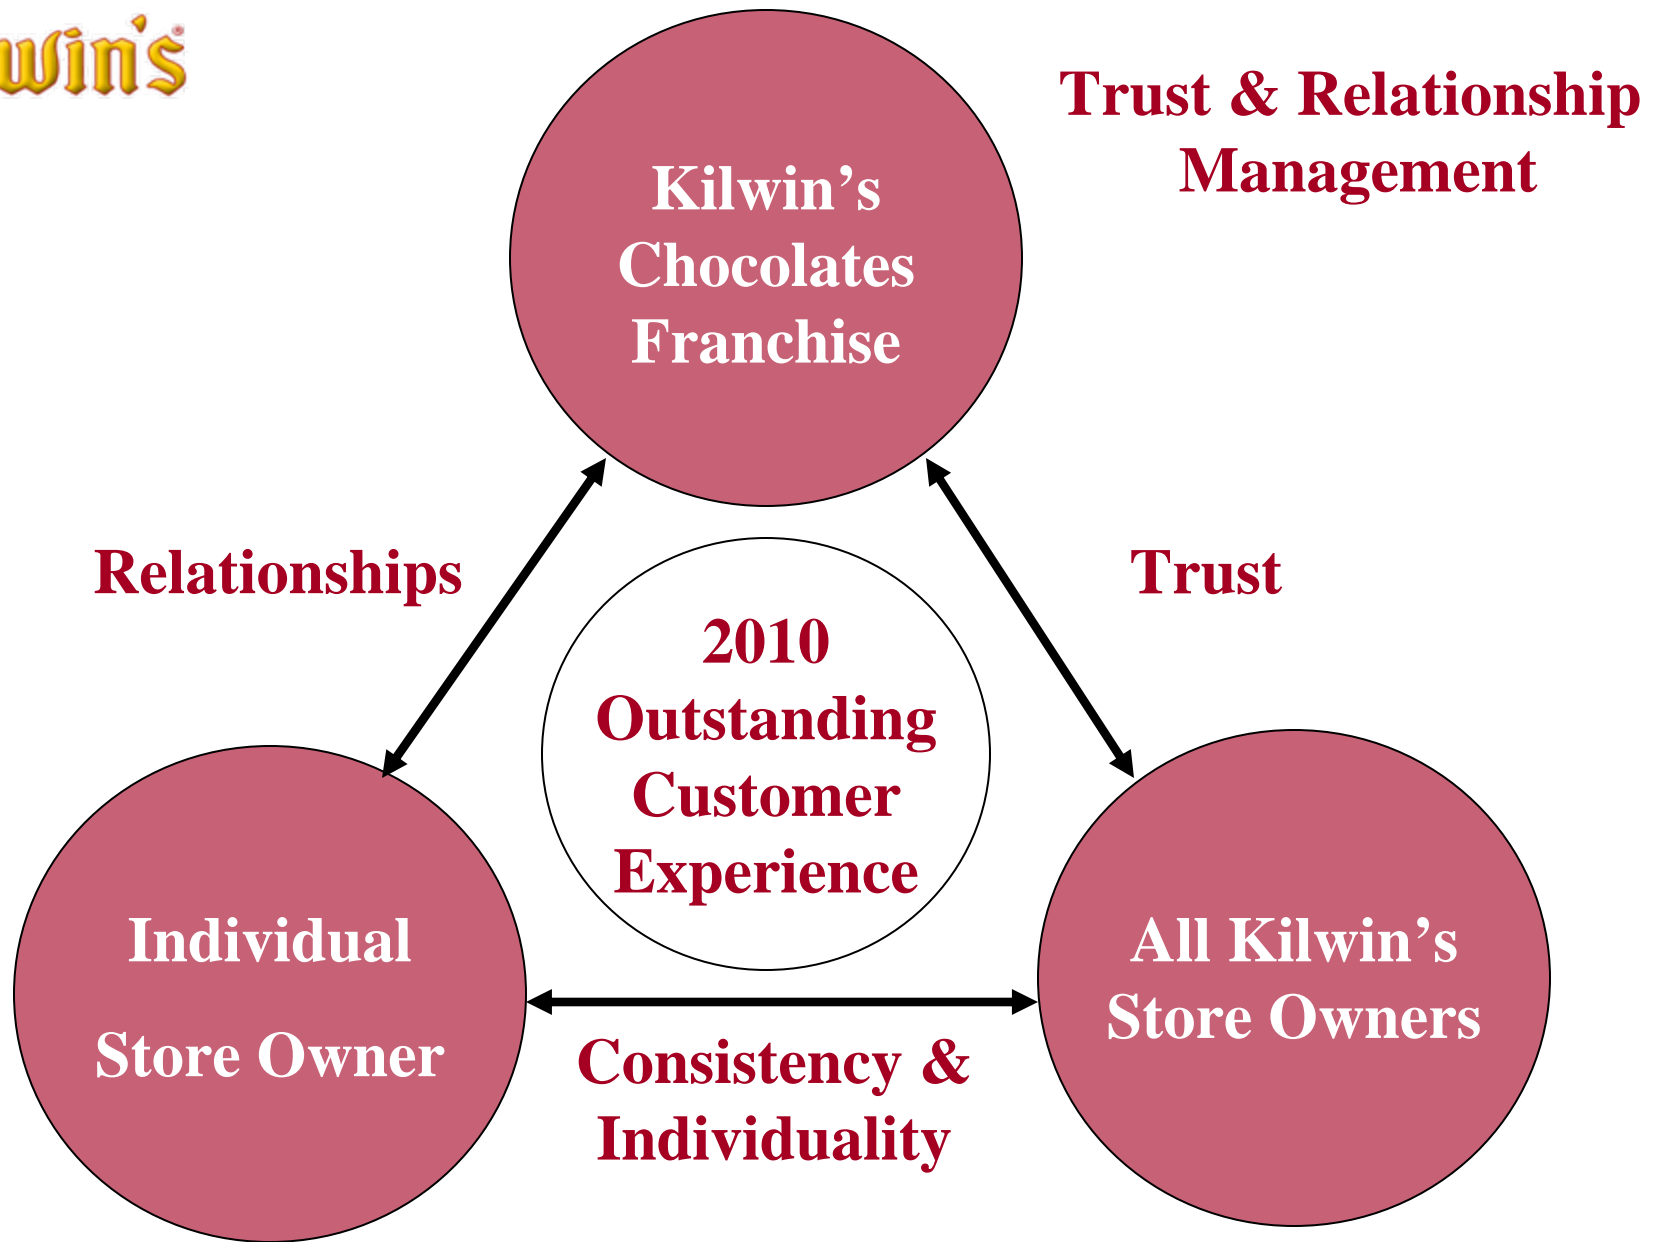 win's
Trust & Relationship
Management
Kilwin’s
Chocolates
Franchise
Relationships
Trust
2010
Outstanding
Customer
Experience
Individual
Store Owner
All Kilwin’s
Store Owners
Consistency &
Individuality